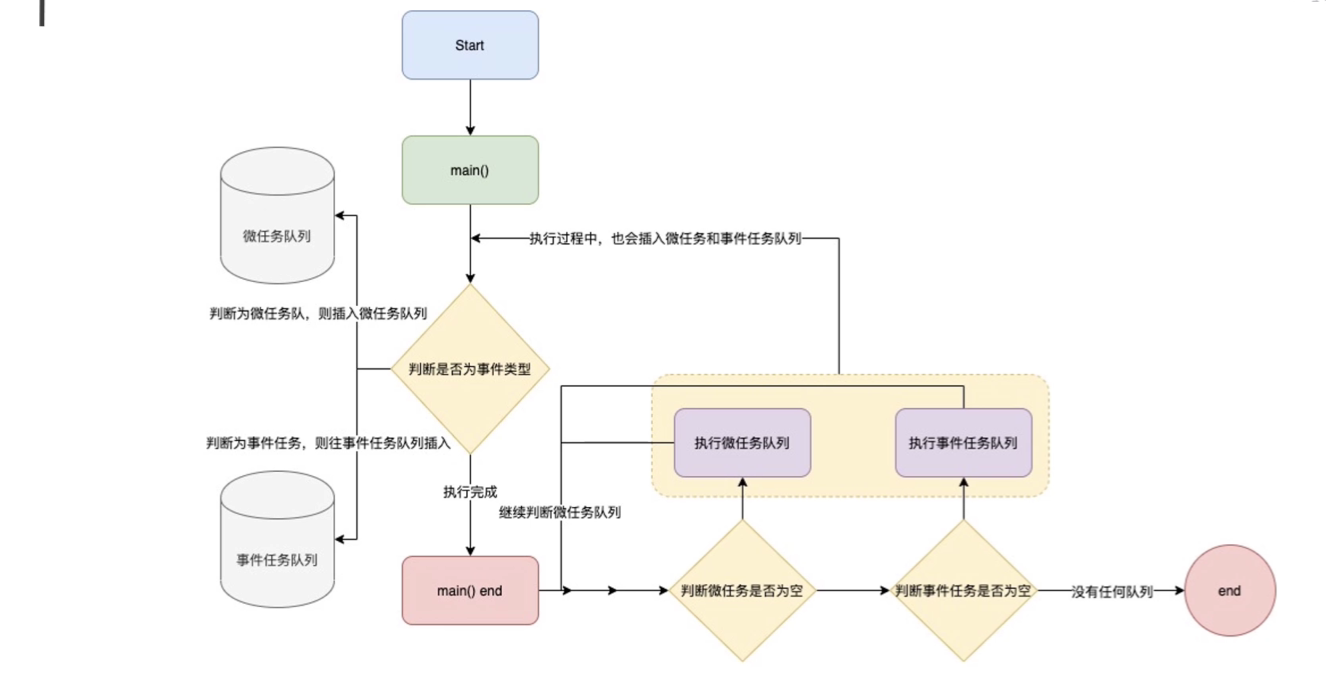 Start
main()
执行过程中，也会插入微任务和事件任务队列
微任务队列
判断为微任务队，则插入微任务队列
判断是否为事件类型
判断为事件任务，则往事件任务队列插入
执行微任务队列
执行事件任务队列
执行完成
继续判断微任务队列
事件任务队列
main() end
判断微任务是否为空
判断事件任务是否为空
没有任何队列
end